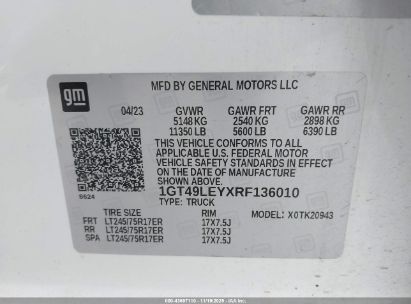 gm
MFD BY GENERAL MOTORS LLC
04/23 GVWR GAWR FRT GAWR RR
5148 KG 2540 KG 2898 KG
11350 LB 5600 LB 6390 LB
THIS VEHICLE CONFORMS TO ALL
APPLICABLE U.S. FEDERAL MOTOR
VEHICLE SAFETY STANDARDS IN EFFECT
ON THE DATE OF MANUFACTURE
SHOWN ABOVE.
1GT49LEYXRF136010
6624 TYPE: TRUCK
TIRE SIZE RIM MODEL: X0TK20943
FRT LT245/75R17ER 17X7.5J
RR LT245/75R17ER 17X7.5J
SPA LT245/75R17ER 17X7.5J